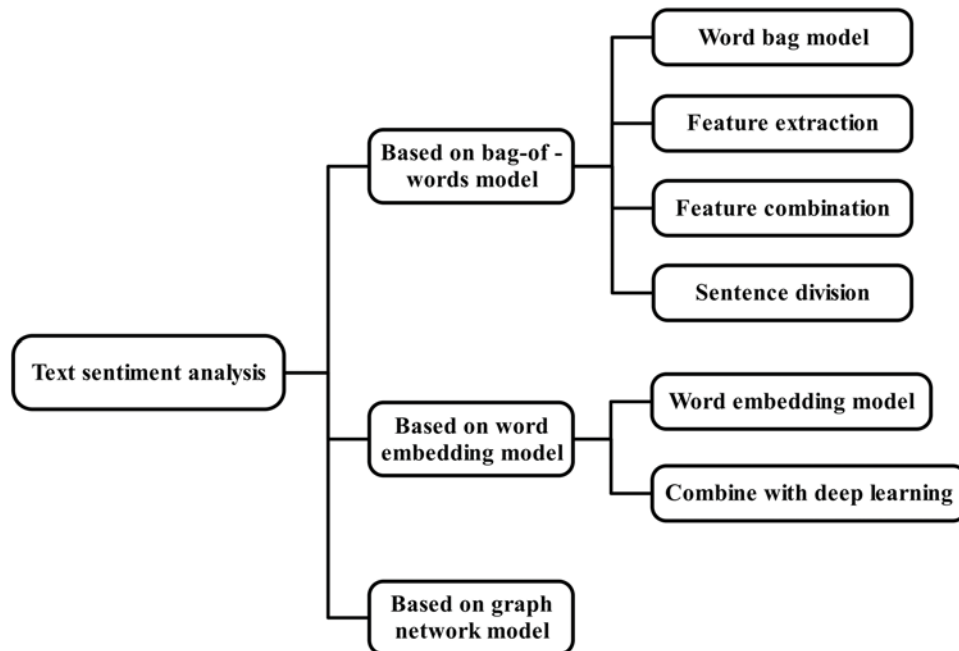 Word bag model
Feature extraction
Based on bag-of -
words model
Feature combination
Sentence division
Text sentiment analysis
Word embedding model
Based on word
embedding model
Combine with deep learning
Based on graph
network model